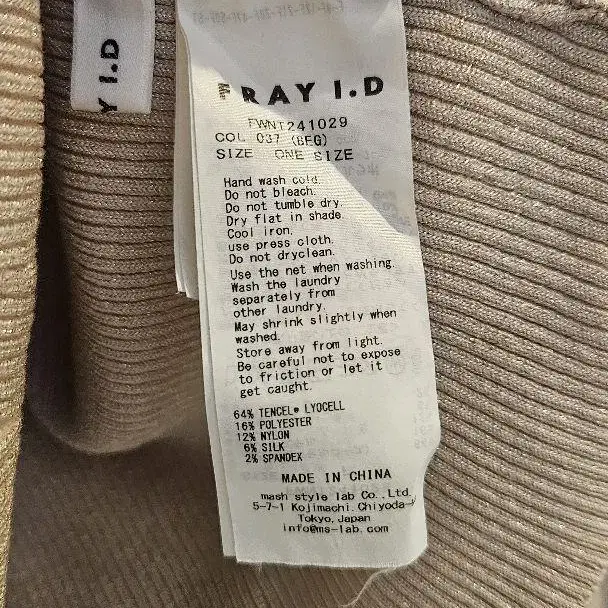 Y I.D
FRAY I.D
FWNT241029
COL 037 (BEG)
SIZE ONE SIZE
Hand wash cold.
Do not bleach.
Do not tumble dry.
Dry flat in shade.
Cool iron.
use press cloth.
Do not dryclean.
Use the net when washing.
Wash the laundry
separately from
other laundry.
May shrink slightly when
washed.
Store away from light.
Be careful not to expose
to friction or let it
get caught.
64% TENCEL® LYOCELL
16% POLYESTER
12% NYLON
6% SILK
2% SPANDEX
MADE IN CHINA
mash style lab Co.,Ltd.
5-7-1 Kojimachi.Chiyoda-
Tokyo,Japan
info@ms-lab.com